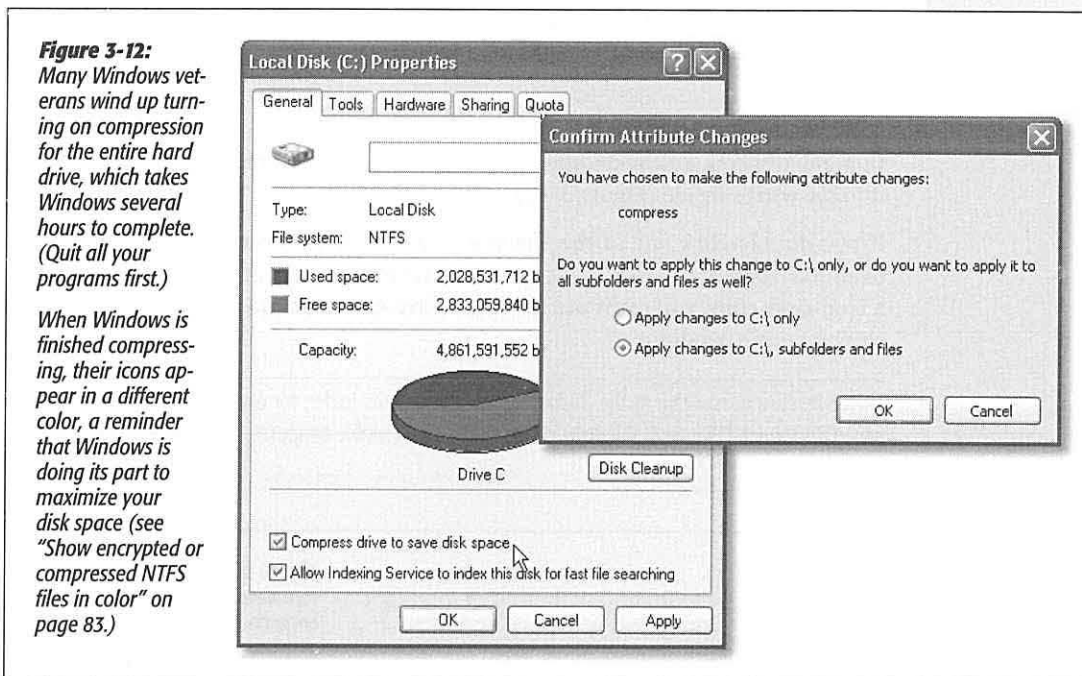 Figure 3-12:
Many Windows vet-
erans wind up turn-
ing on compression
for the entire hard
drive, which takes
Windows several
hours to complete.
(Quit all your
programs first.)
When Windows is
finished compress-
ing, their icons ap-
pear in a different
color, a reminder
that Windows is
doing its part to
maximize your
disk space (see
"Show encrypted or
compressed NTFS
files in color" on
page 83.)
Local Disk (C:) Properties
General Tools Hardware Sharing Quota
Type: Local Disk
File system: NTFS
Used space: 2,028,531,712 b
Free space: 2,833,059,840 b
Capacity: 4,861,591,552 b
Drive C
Disk Cleanup
Compress drive to save disk space
Allow Indexing Service to index this disk for fast file searching
OK Cancel Apply
Confirm Attribute Changes
You have chosen to make the following attribute changes:
compress
Do you want to apply this change to C:\ only, or do you want to apply it to
all subfolders and files as well?
Apply changes to C:\ only
Apply changes to C:\, subfolders and files
OK Cancel